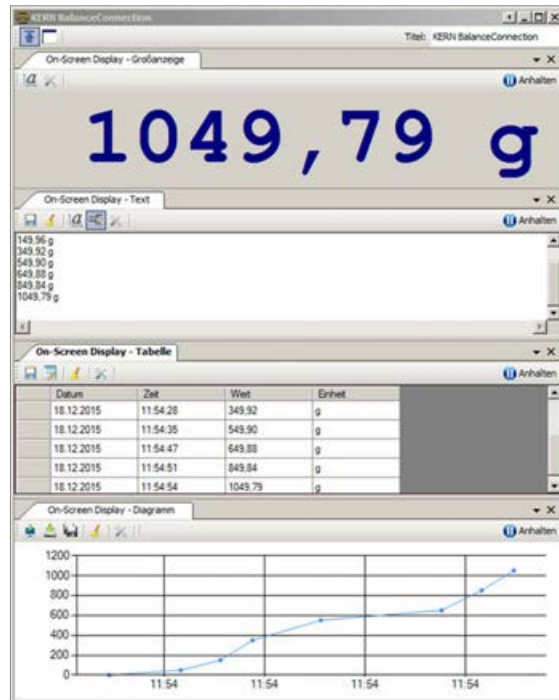 KERN BalanceConnection
Titel: KERN BalanceConnection
On-Screen Display - Großanzeige
Anhalten
1049,79 g
On-Screen Display - Text
Anhalten
149,96 g
349,92 g
549,90 g
649,88 g
849,84 g
1049,79 g
On-Screen Display - Tabelle
Anhalten
Datum Zeit Wert Einheit
18.12.2015 11:54:28 349,92 g
18.12.2015 11:54:35 549,90 g
18.12.2015 11:54:47 649,88 g
18.12.2015 11:54:51 849,84 g
18.12.2015 11:54:54 1049,79 g
On-Screen Display - Diagramm
Anhalten
1200
1000
800
600
400
200
0
11:54 11:54 11:54 11:54